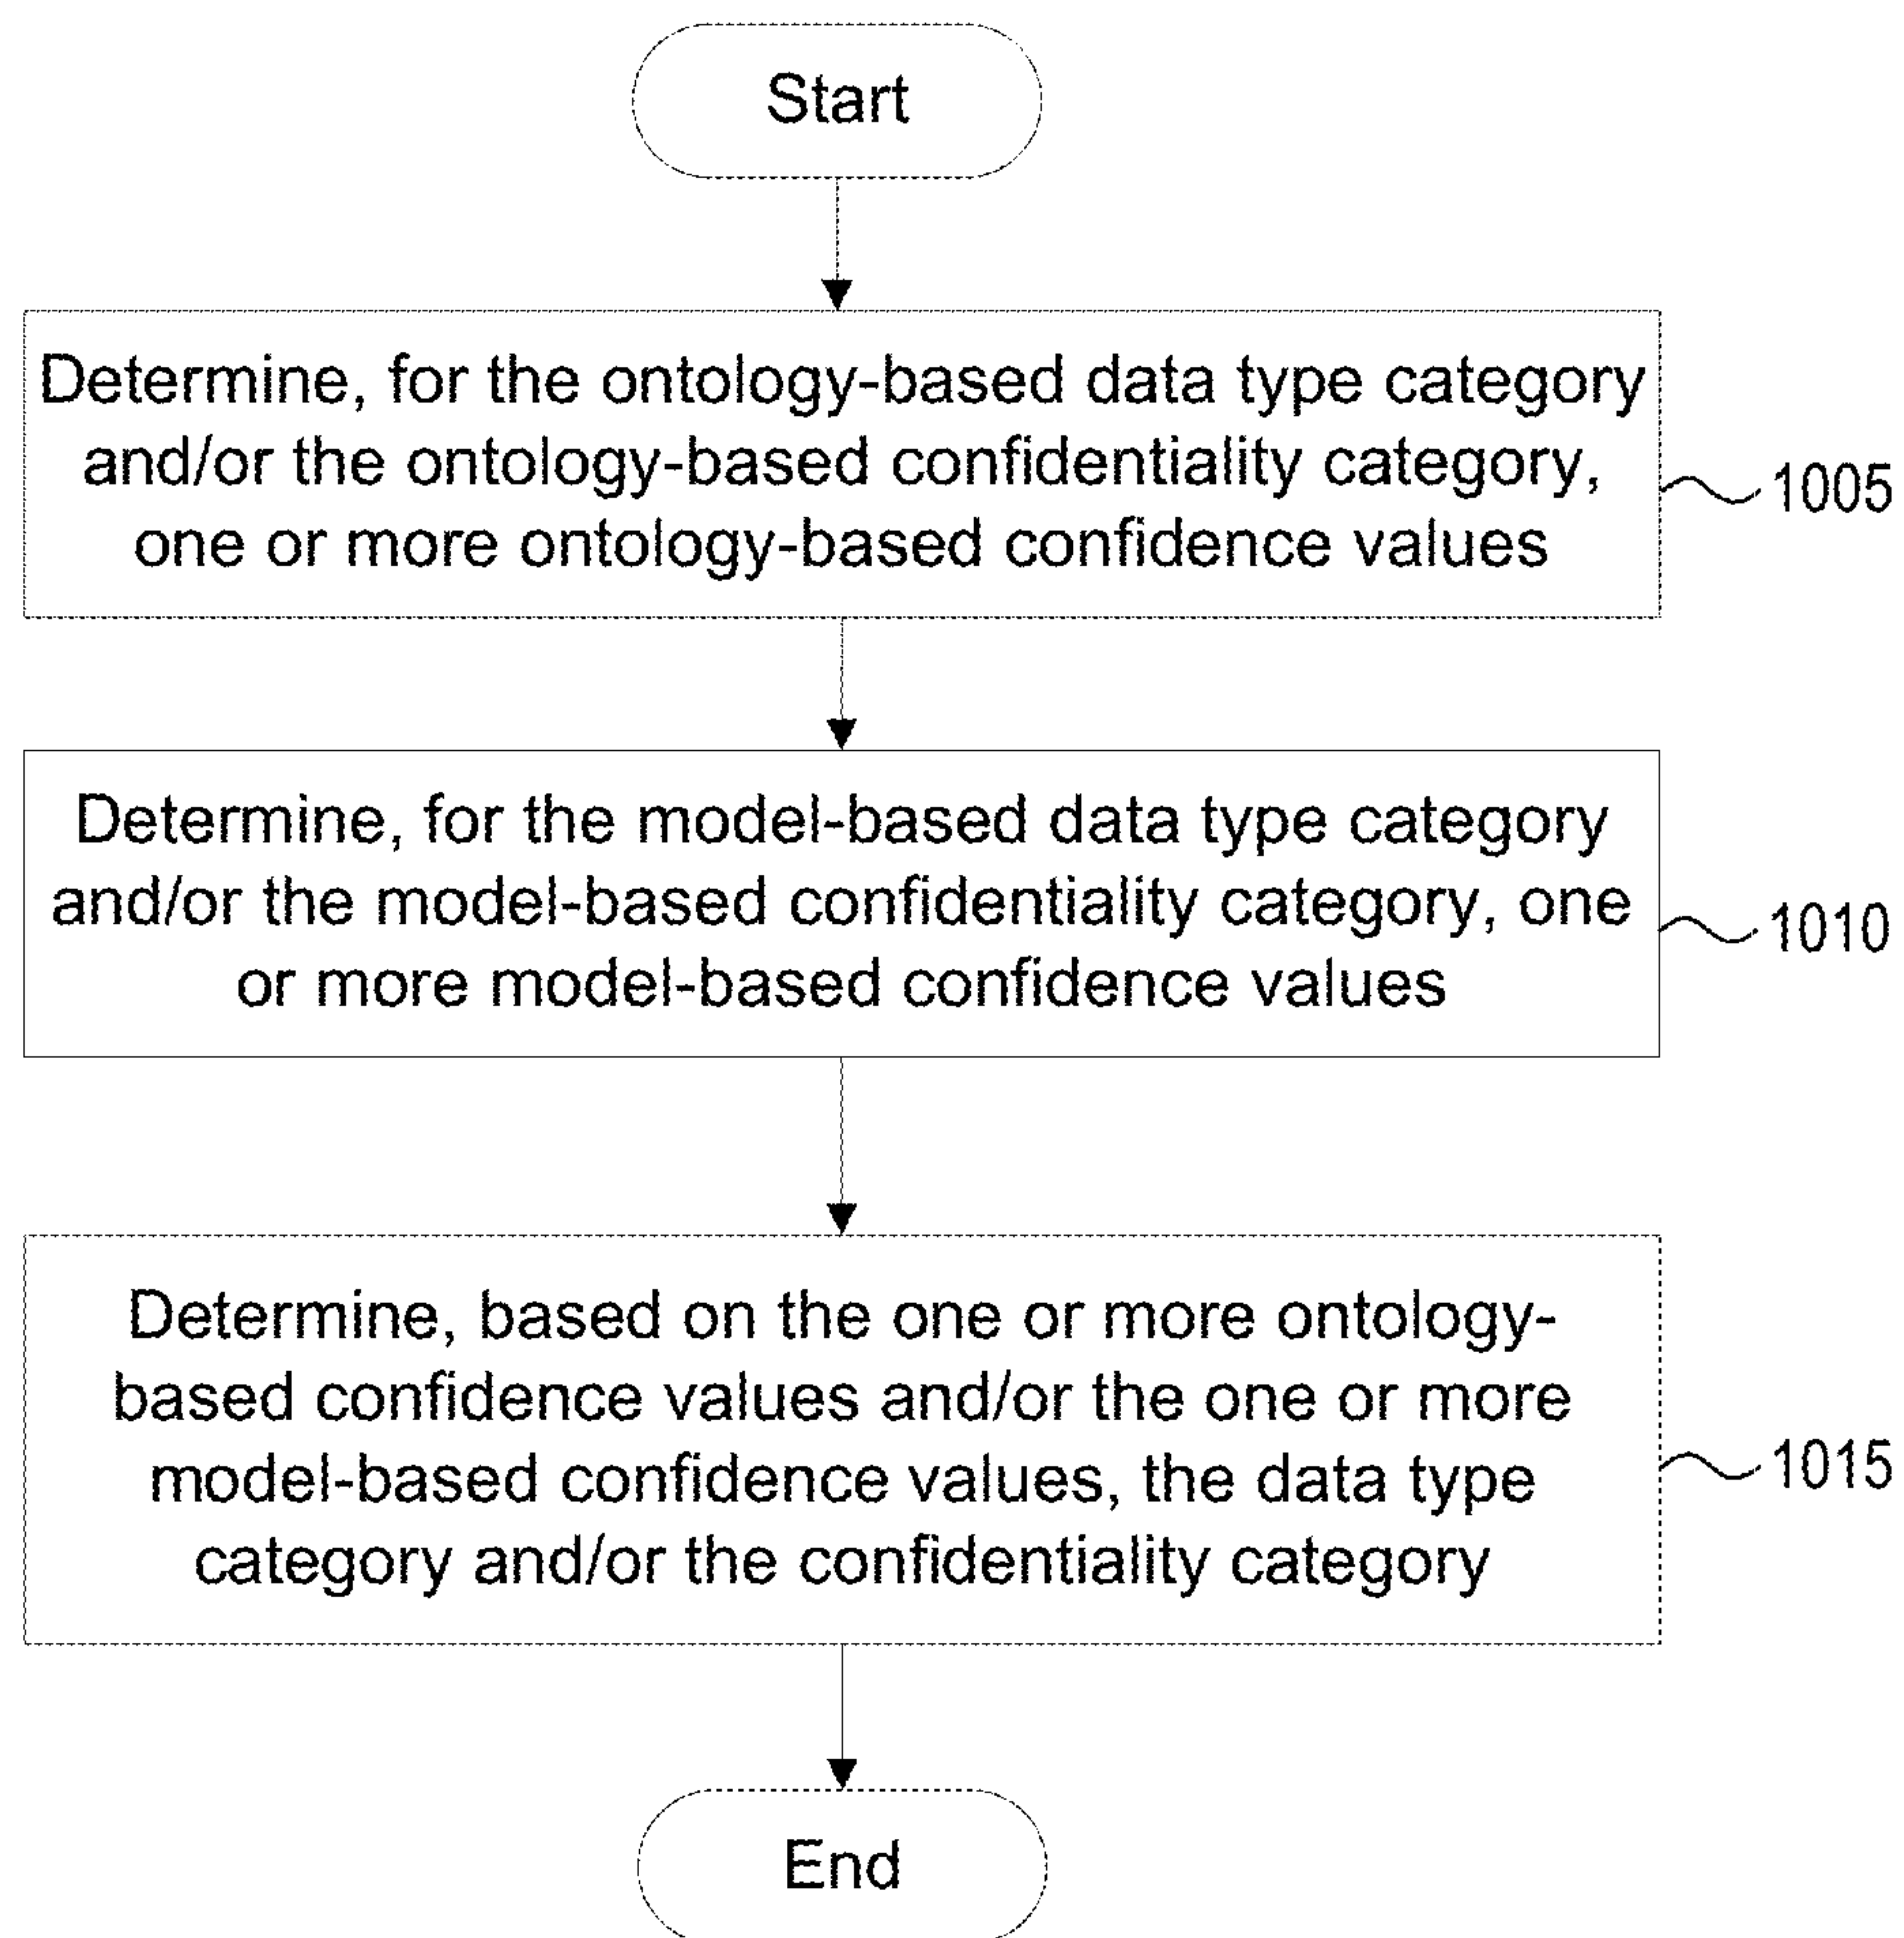 Start
Determine, for the ontology-based data type category
and/or the ontology-based confidentiality category,
one or more ontology-based confidence values
1005
Determine, for the model-based data type category
and/or the model-based confidentiality category, one
or more model-based confidence values
1010
Determine, based on the one or more ontology-
based confidence values and/or the one or more
model-based confidence values, the data type
category and/or the confidentiality category
1015
End